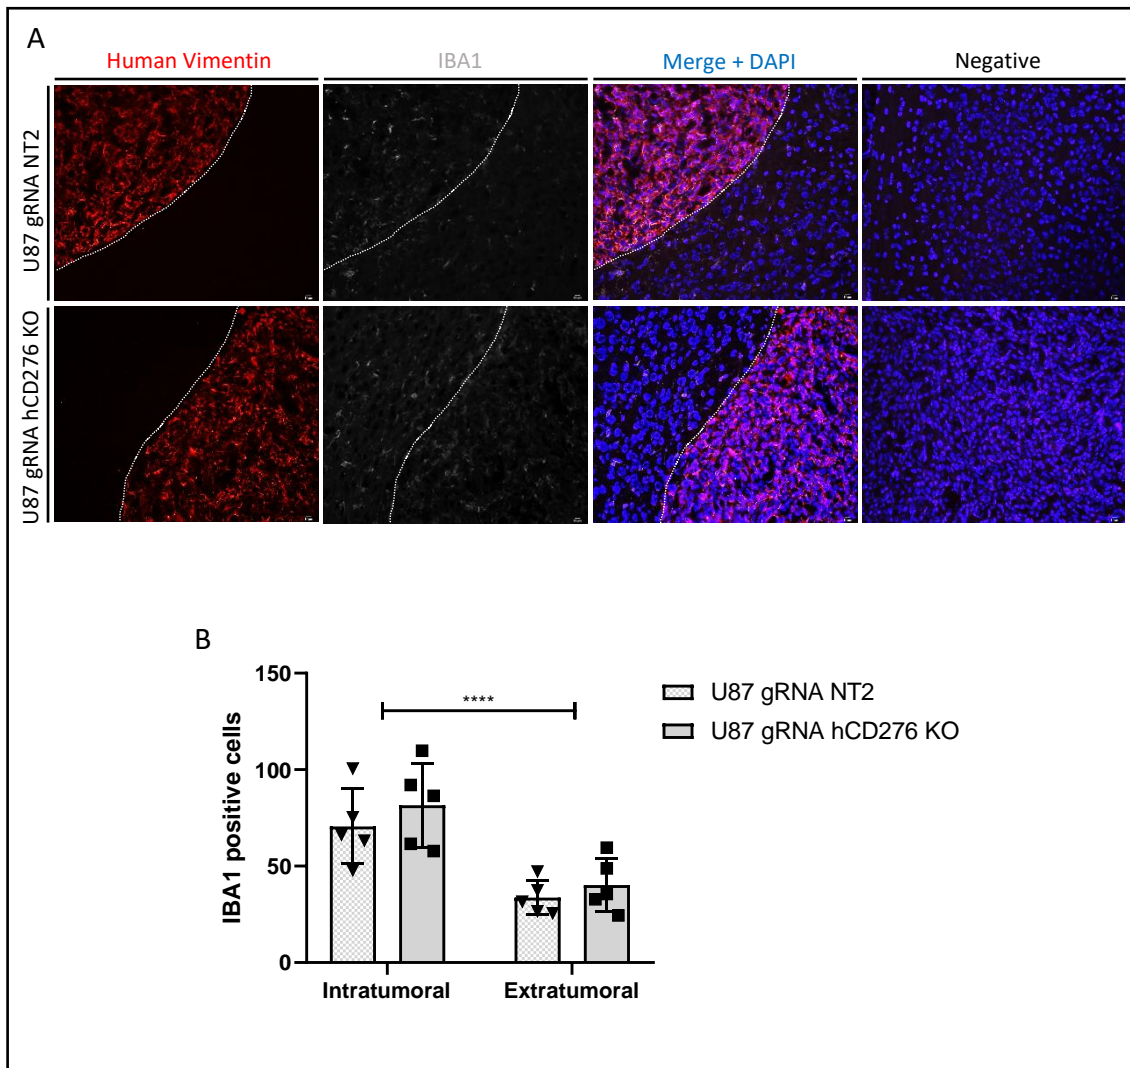 A
Human Vimentin
IBA1
Merge + DAPI
Negative
U87 gRNA NT2
U87 gRNA hCD276 KO
B
IBA1 positive cells
150
100
50
0
****
Intratumoral
Extratumoral
U87 gRNA NT2
U87 gRNA hCD276 KO